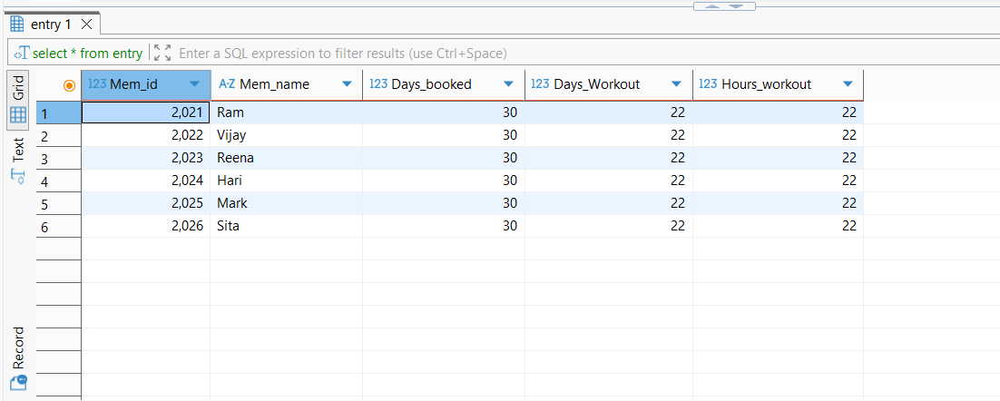 entry 1
select * from entry Enter a SQL expression to filter results (use Ctrl+Space)
Grid
Text
Record
123 Mem_id A-Z Mem_name 123 Days_booked 123 Days_Workout 123 Hours_workout
1 2,021 Ram 30 22 22
2 2,022 Vijay 30 22 22
3 2,023 Reena 30 22 22
4 2,024 Hari 30 22 22
5 2,025 Mark 30 22 22
6 2,026 Sita 30 22 22